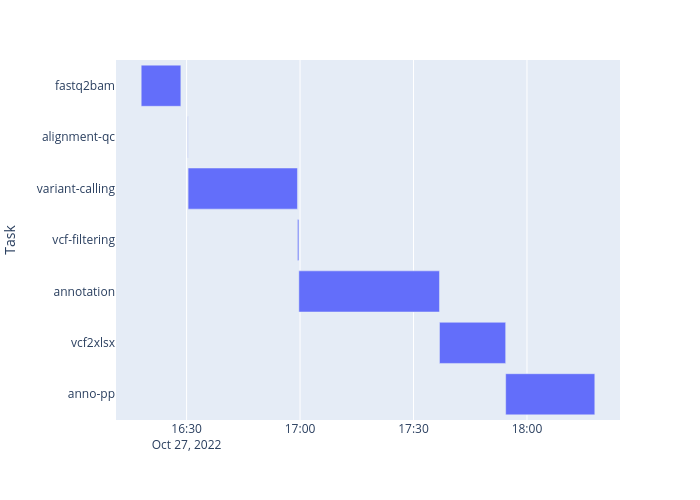 Task
fastq2bam
alignment-qc
variant-calling
vcf-filtering
annotation
vcf2xlsx
anno-pp
16:30 17:00 17:30 18:00
Oct 27, 2022